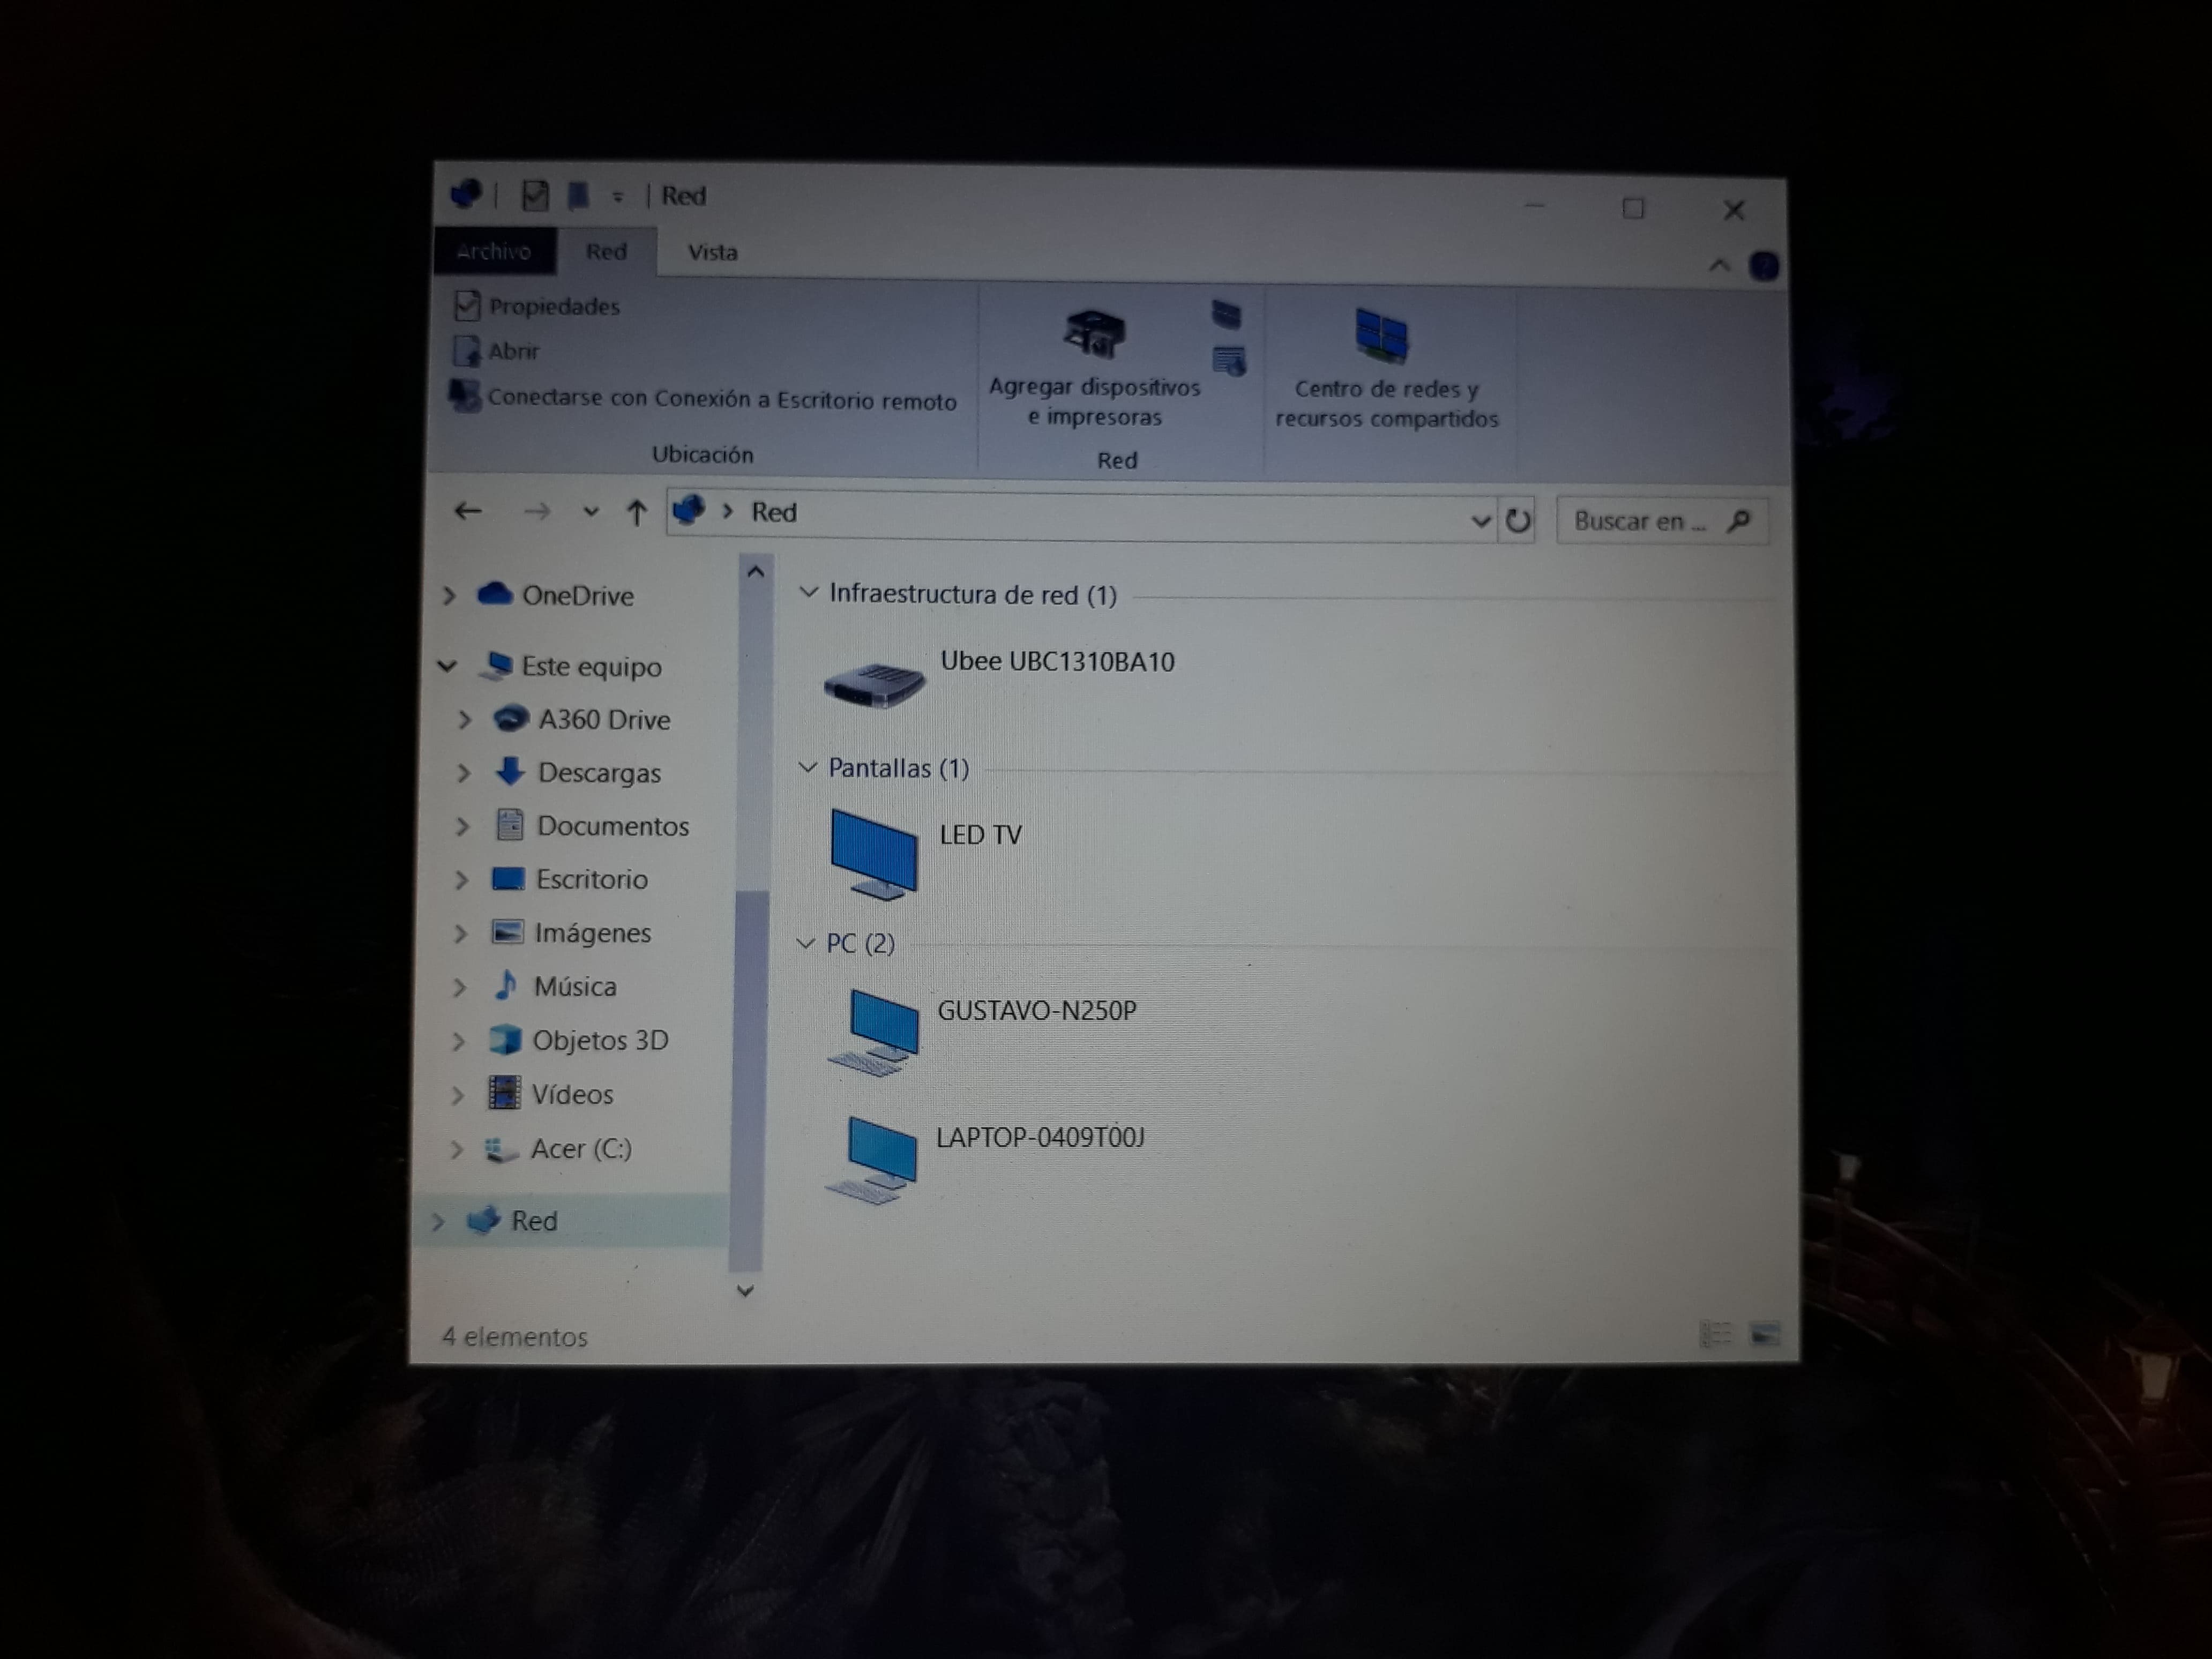 Red
Archivo
Red
Vista
Propiedades
Abrir
Conectarse con Conexión a Escritorio remoto
Ubicación
Agregar dispositivos
e impresoras
Red
Centro de redes y
recursos compartidos
Red
Buscar en ...
OneDrive
Este equipo
A360 Drive
Descargas
Documentos
Escritorio
Imágenes
Música
Objetos 3D
Vídeos
Acer (C:)
Red
Infraestructura de red (1)
Ubee UBC1310BA10
Pantallas (1)
LED TV
PC (2)
GUSTAVO-N250P
LAPTOP-0409T00J
4 elementos